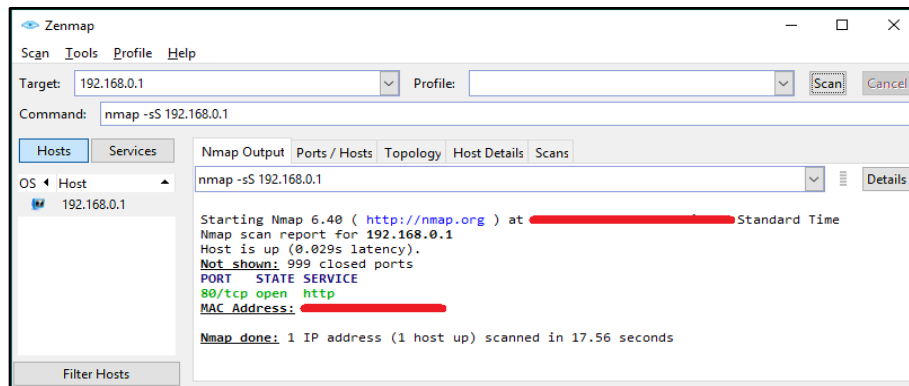 Zenmap
Scan Tools Profile Help
Target: 192.168.0.1 Profile: Scan Cancel
Command: nmap -sS 192.168.0.1
Hosts Services
Nmap Output Ports / Hosts Topology Host Details Scans
OS Host
nmap -sS 192.168.0.1 Details
192.168.0.1
Starting Nmap 6.40 ( http://nmap.org ) at Standard Time
Nmap scan report for 192.168.0.1
Host is up (0.029s latency).
Not shown: 999 closed ports
PORT STATE SERVICE
80/tcp open http
MAC Address:
Nmap done: 1 IP address (1 host up) scanned in 17.56 seconds
Filter Hosts